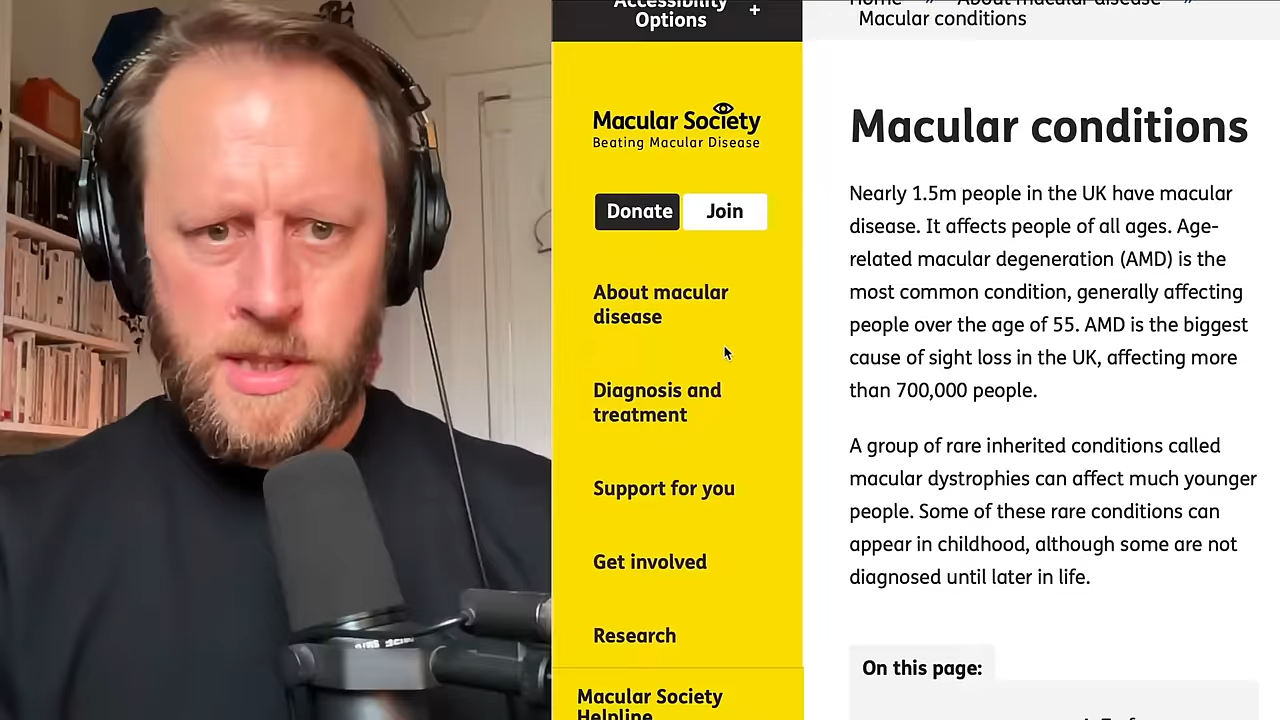 Accessibility
Options +
Macular Society
Beating Macular Disease
Donate Join
About macular
disease
Diagnosis and
treatment
Support for you
Get involved
Research
Macular Society
Helpline
Home » About macular disease »
Macular conditions
Macular conditions
Nearly 1.5m people in the UK have macular
disease. It affects people of all ages. Age-
related macular degeneration (AMD) is the
most common condition, generally affecting
people over the age of 55. AMD is the biggest
cause of sight loss in the UK, affecting more
than 700,000 people.
A group of rare inherited conditions called
macular dystrophies can affect much younger
people. Some of these rare conditions can
appear in childhood, although some are not
diagnosed until later in life.
On this page: